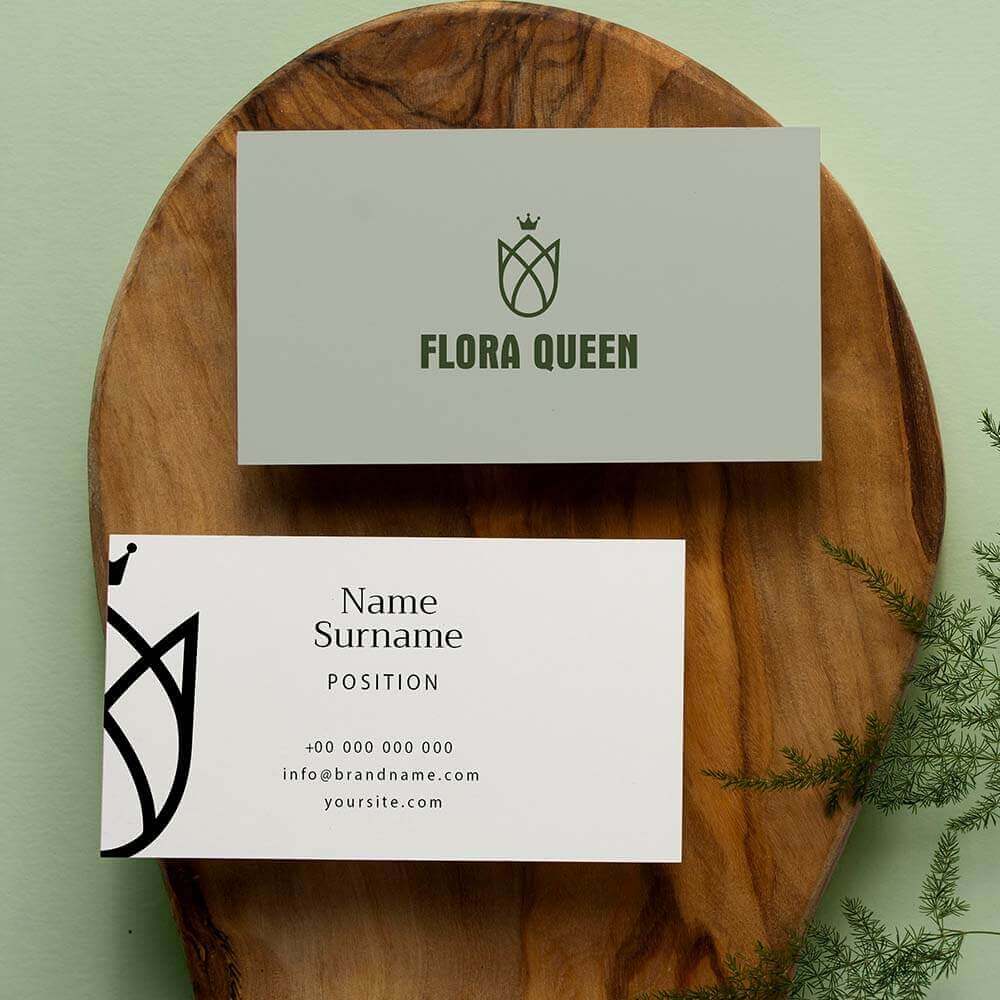 FLORA QUEEN
Name
Surname
POSITION
+00 000 000 000
info@brandname.com
yoursite.com